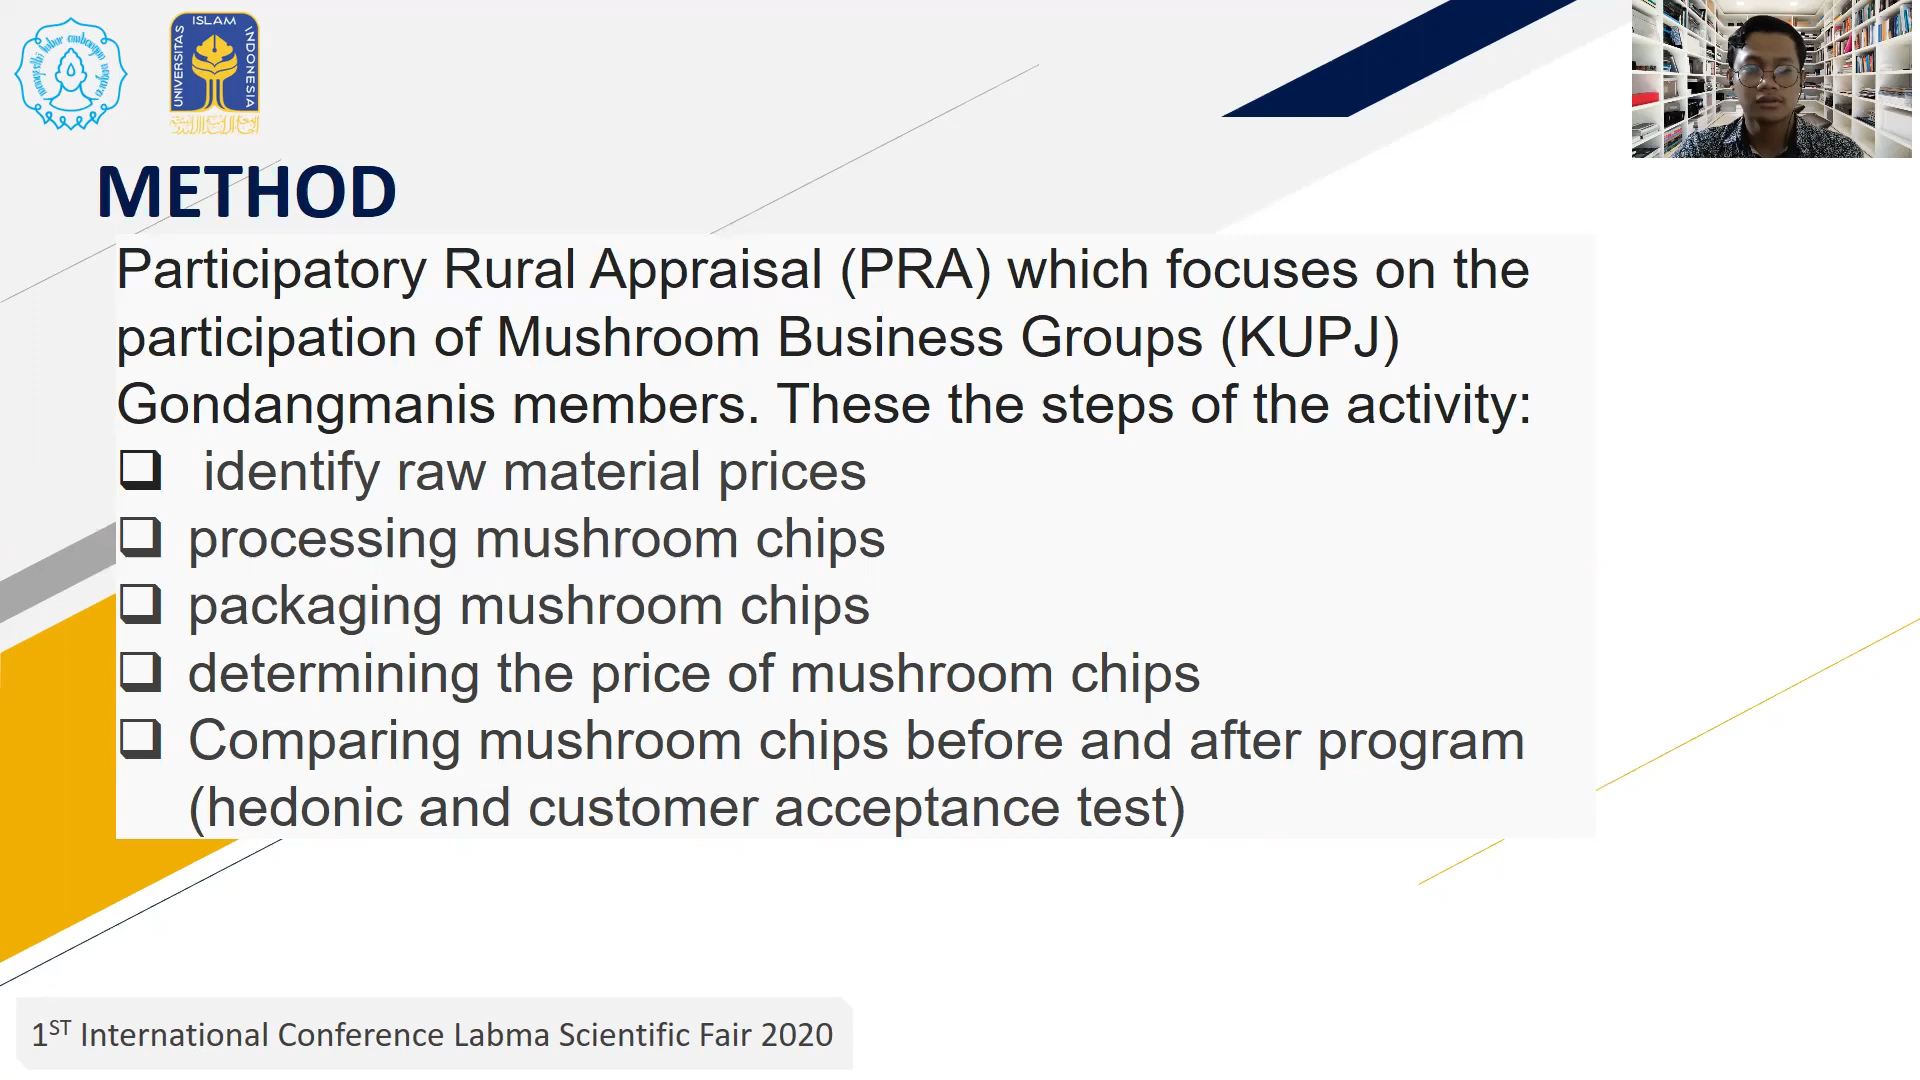 ISLAM
UNIVERSITAS
INDONESIA
METHOD
Participatory Rural Appraisal (PRA) which focuses on the
participation of Mushroom Business Groups (KUPJ)
Gondangmanis members. These the steps of the activity:
identify raw material prices
processing mushroom chips
packaging mushroom chips
determining the price of mushroom chips
Comparing mushroom chips before and after program
(hedonic and customer acceptance test)
1ST International Conference Labma Scientific Fair 2020